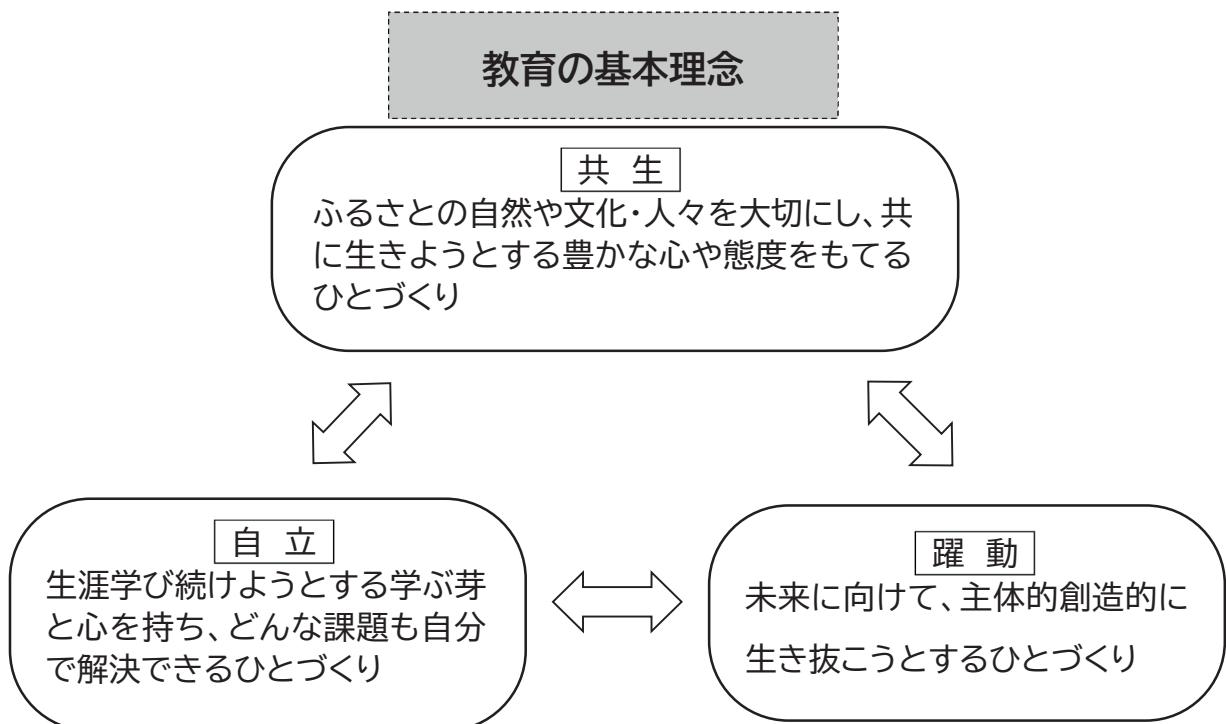 教育の基本理念
共 生
ふるさとの自然や文化・人々を大切にし、共
に生きようとする豊かな心や態度をもてる
ひとづくり
自 立
生涯学び続けようとする学ぶ芽
と心を持ち、どんな課題も自分
で解決できるひとづくり
躍 動
未来に向けて、主体的創造的に
生き抜こうとするひとづくり